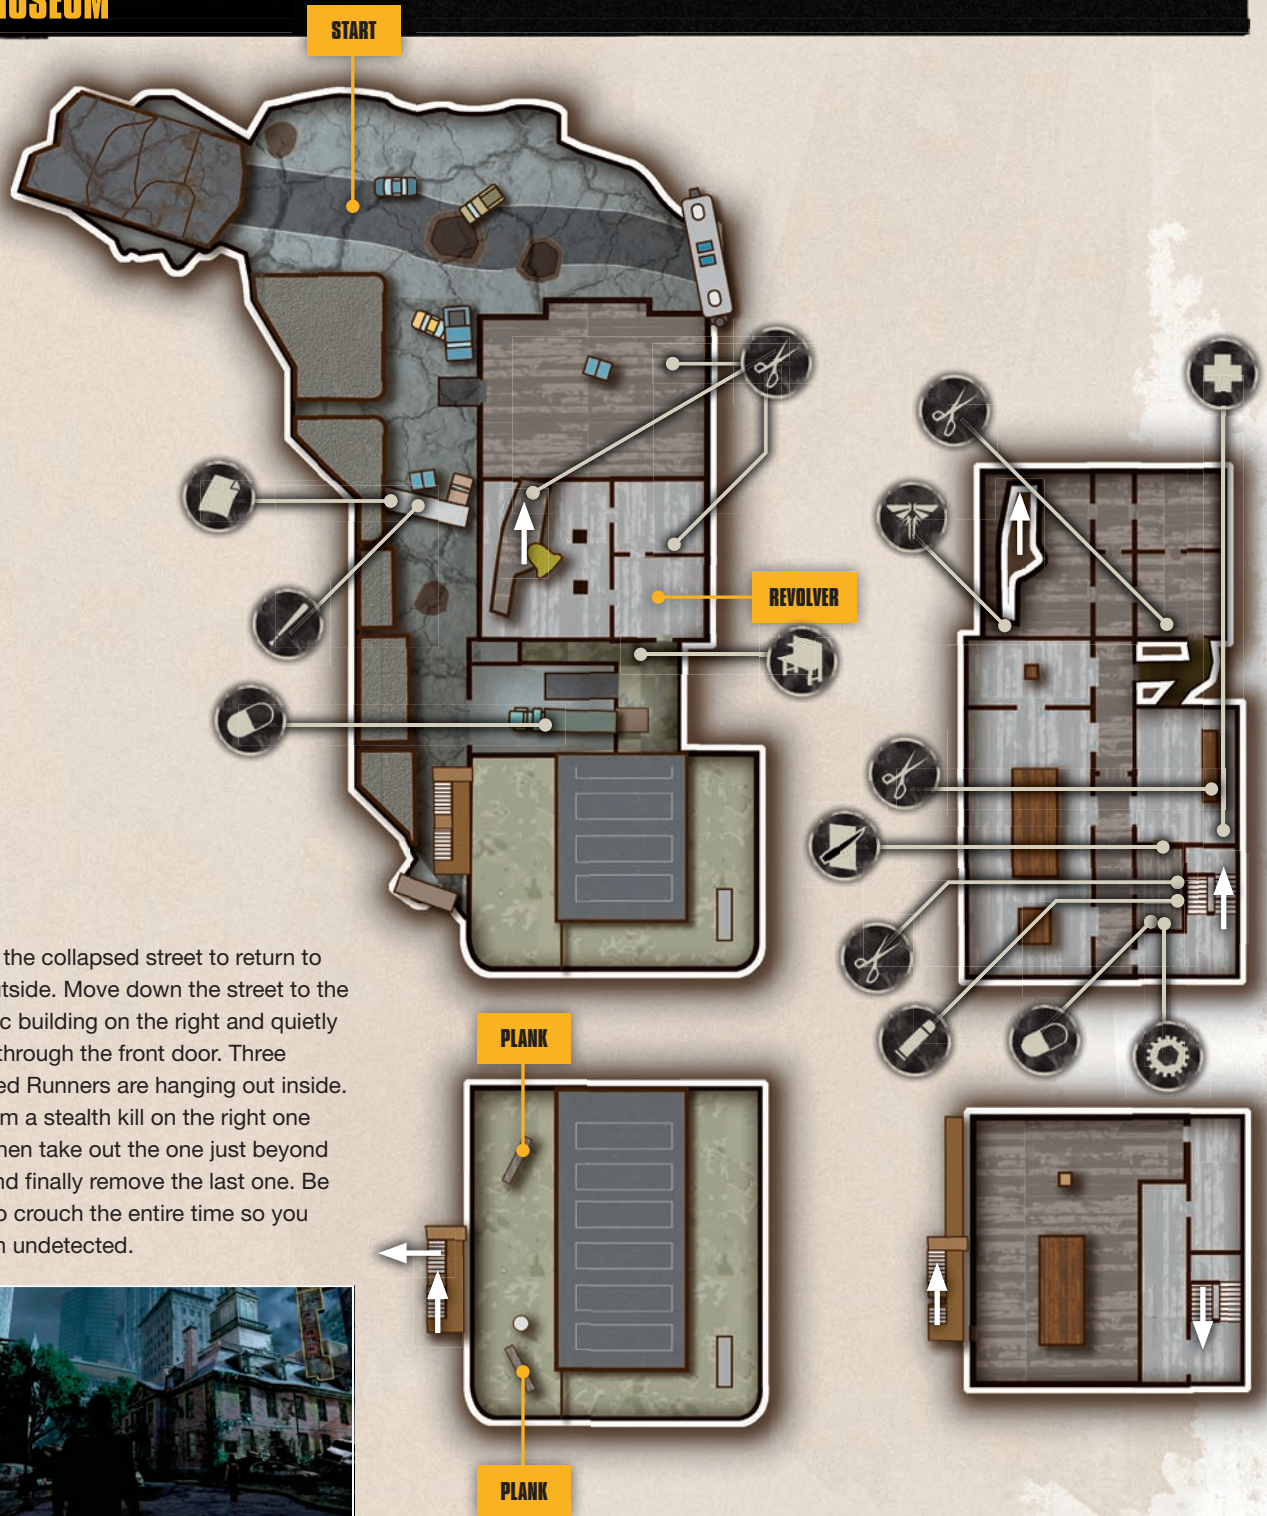 MUSEUM
START
REVOLVER
the collapsed street to return to
utside. Move down the street to the
c building on the right and quietly
through the front door. Three
ed Runners are hanging out inside.
m a stealth kill on the right one
hen take out the one just beyond
nd finally remove the last one. Be
o crouch the entire time so you
n undetected.
PLANK
PLANK